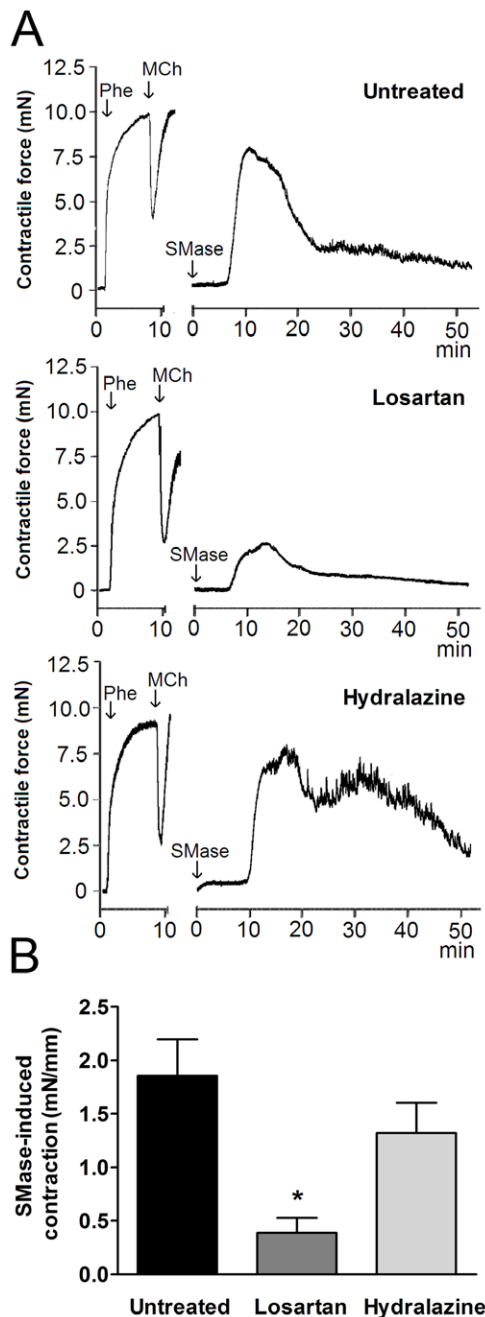 A
Untreated
Contractile force (mN)
12.5
10.0
7.5
5.0
2.5
0
Phe
MCh
SMase
0 10 0 10 20 30 40 50
min
Losartan
Contractile force (mN)
12.5
10.0
7.5
5.0
2.5
0
Phe
MCh
SMase
0 10 0 10 20 30 40 50
min
Hydralazine
Contractile force (mN)
12.5
10.0
7.5
5.0
2.5
0
Phe
MCh
SMase
0 10 0 10 20 30 40 50
min
B
SMase-induced
contraction (mN/mm)
2.5
2.0
1.5
1.0
0.5
0.0
*
Untreated Losartan Hydralazine